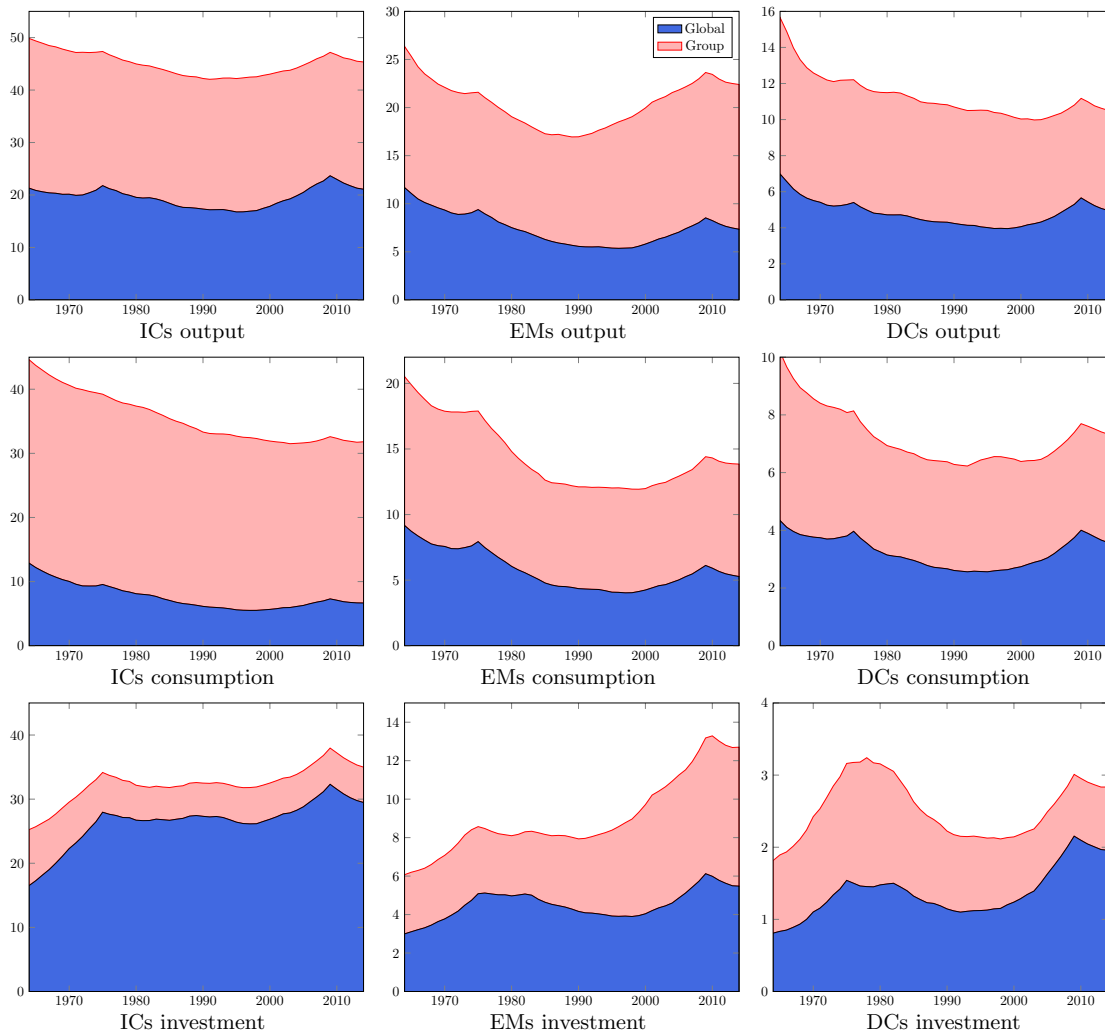 50
40
30
20
10
0
1970 1980 1990 2000 2010
ICs output
30
25
20
15
10
5
0
1970 1980 1990 2000 2010
EMs output
Global
Group
16
14
12
10
8
6
4
2
0
1970 1980 1990 2000 2010
DCs output
40
30
20
10
0
1970 1980 1990 2000 2010
ICs consumption
20
15
10
5
0
1970 1980 1990 2000 2010
EMs consumption
10
8
6
4
2
0
1970 1980 1990 2000 2010
DCs consumption
40
30
20
10
0
1970 1980 1990 2000 2010
ICs investment
14
12
10
8
6
4
2
0
1970 1980 1990 2000 2010
EMs investment
4
3
2
1
0
1970 1980 1990 2000 2010
DCs investment